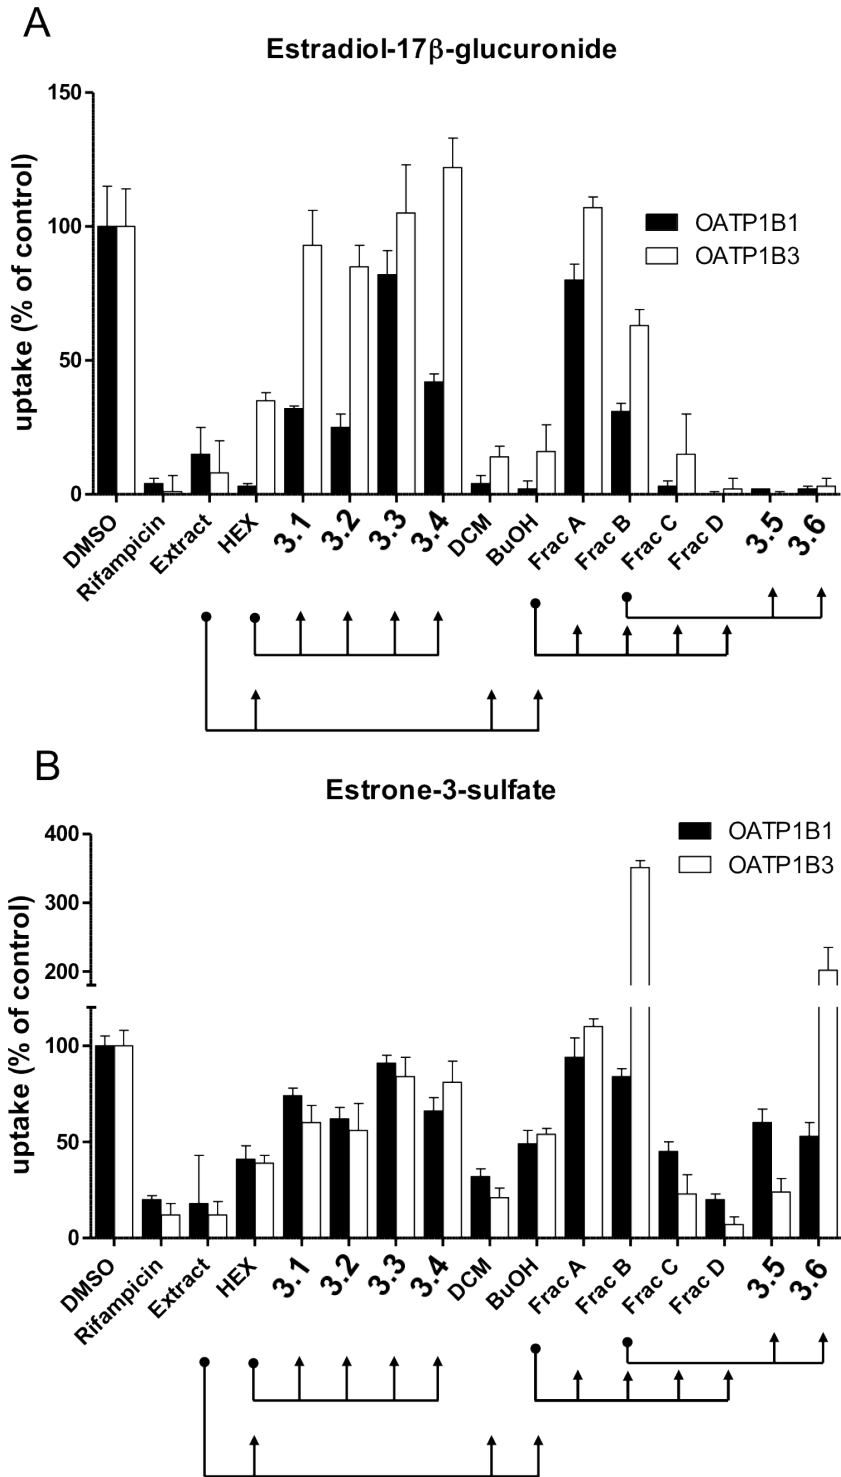 A
Estradiol-17β-glucuronide
150
100
50
0
uptake (% of control)
OATP1B1
OATP1B3
DMSO
Rifampicin
Extract
HEX
3.1
3.2
3.3
3.4
DCM
BuOH
Frac A
Frac B
Frac C
Frac D
3.5
3.6
B
Estrone-3-sulfate
400
300
200
100
50
0
uptake (% of control)
OATP1B1
OATP1B3
DMSO
Rifampicin
Extract
HEX
3.1
3.2
3.3
3.4
DCM
BuOH
Frac A
Frac B
Frac C
Frac D
3.5
3.6